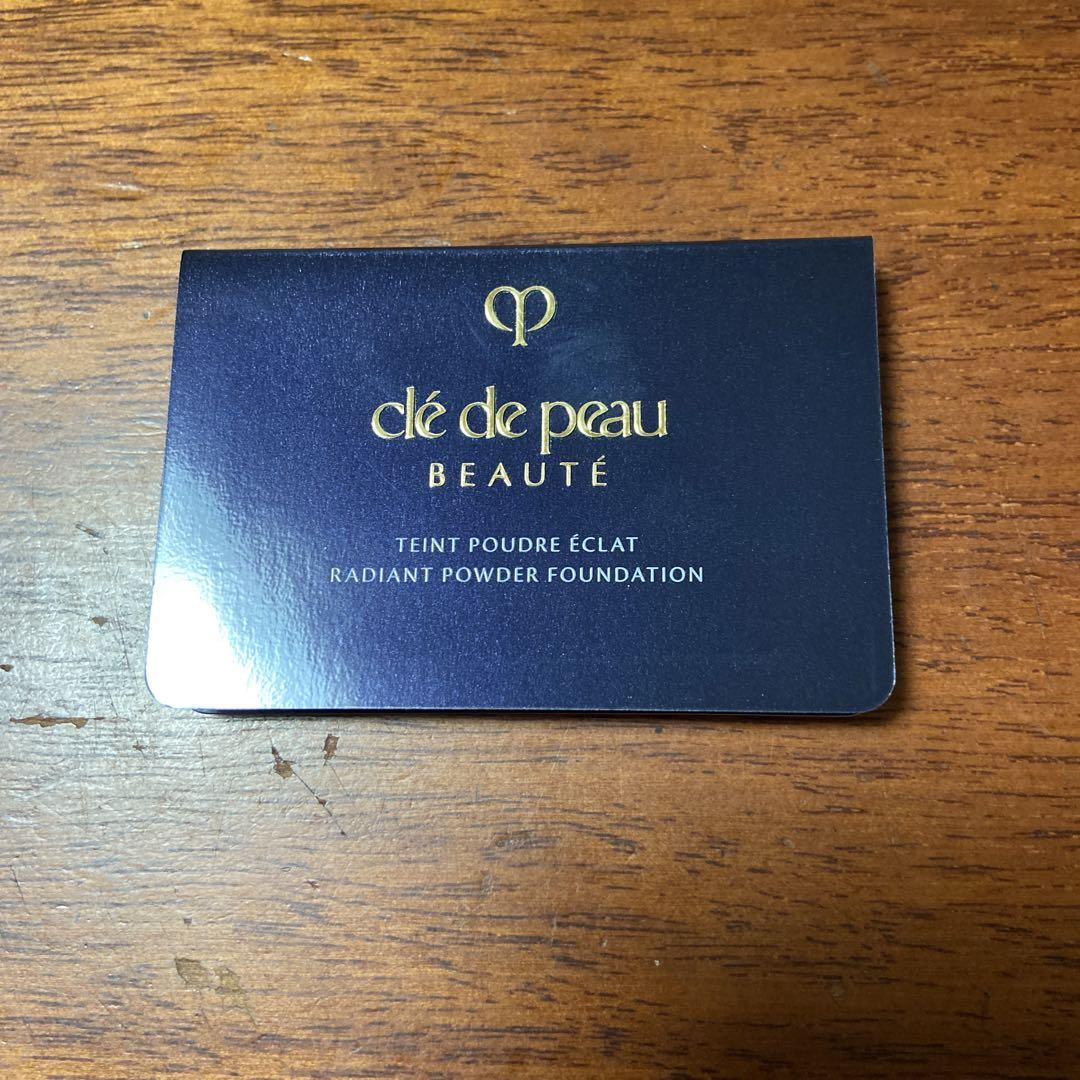 clé de peau
BEAUTÉ
TEINT POUDRE ÉCLAT
RADIANT POWDER FOUNDATION